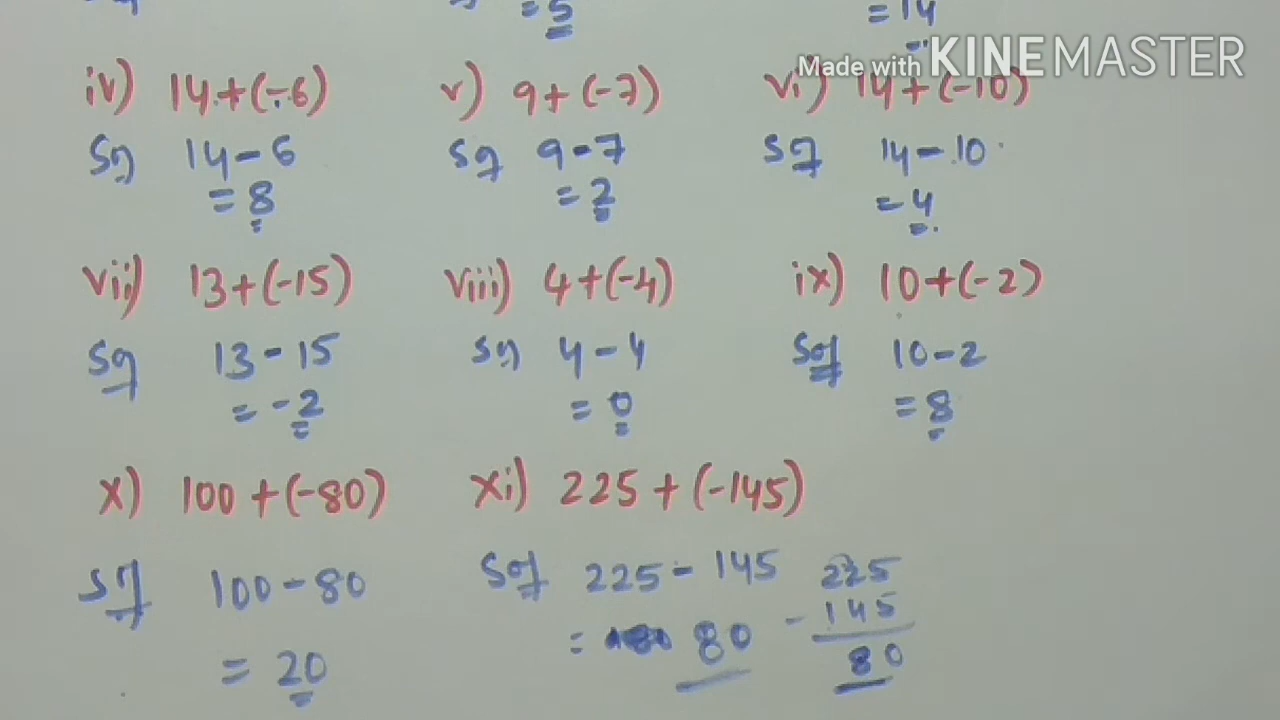 = 5
= 14
Made with KINEMASTER
iv) 14+(-6)
v) 9+(-7)
vi) 14+(-10)
Sol 14-6
= 8
Sol 9-7
= 2
Sol 14-10
= 4
vii) 13+(-15)
viii) 4+(-4)
ix) 10+(-2)
Sol 13-15
= -2
Sol 4-4
= 0
Sol 10-2
= 8
x) 100+(-80)
xi) 225+(-145)
Sol 100-80
= 20
Sol 225-145
= 80
225
-145
80